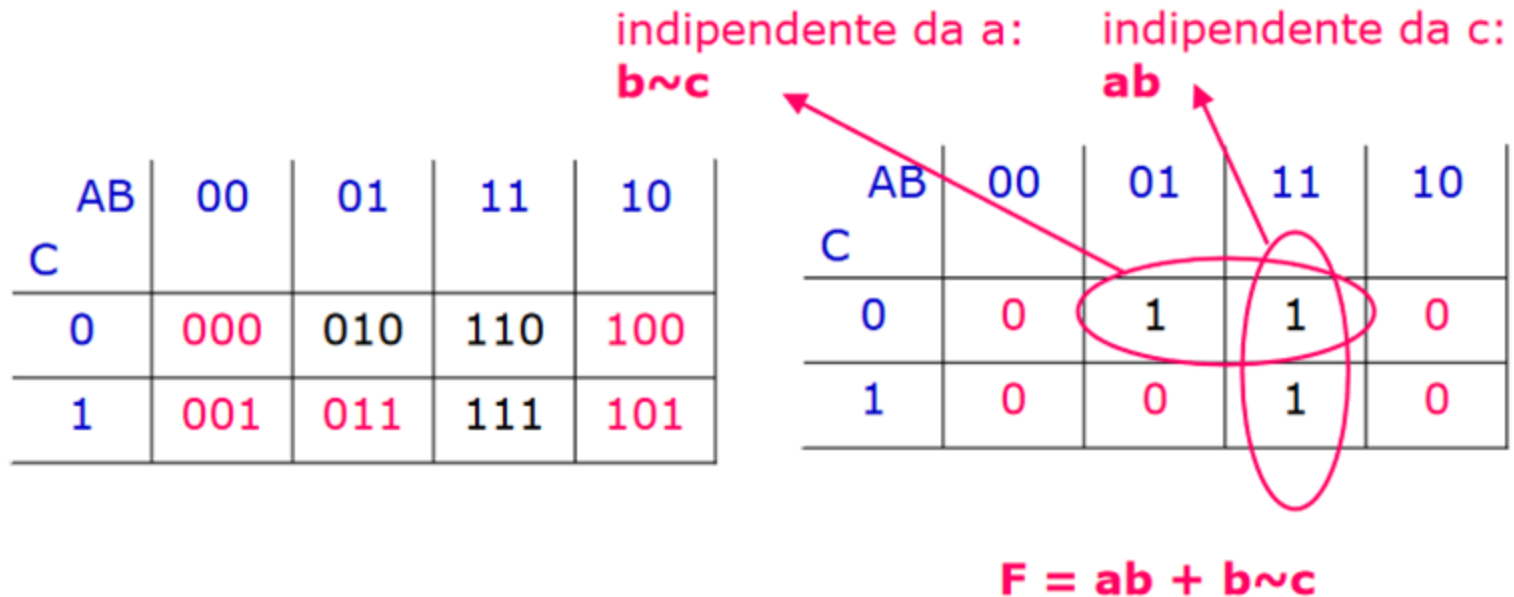 indipendente da a:
b~c
indipendente da c:
ab
AB 00 01 11 10
C
0 000 010 110 100
1 001 011 111 101
AB 00 01 11 10
C
0 0 1 1 0
1 0 0 1 0
F = ab + b~c